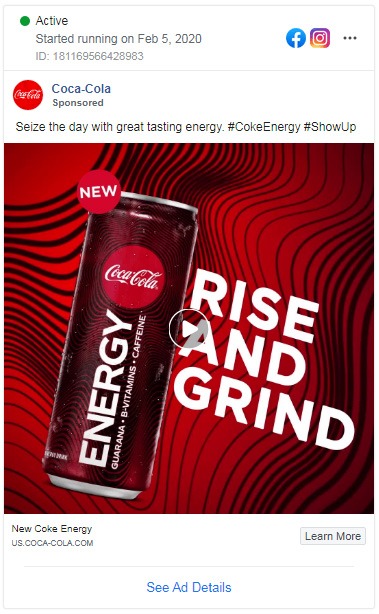 Active
Started running on Feb 5, 2020
ID: 181169566428983
Coca-Cola
Sponsored
Seize the day with great tasting energy. #CokeEnergy #ShowUp
NEW
Coca-Cola
ENERGY
GUARANA • B-VITAMINS • CAFFEINE
RISE
AND
GRIND
New Coke Energy
US.COCA-COLA.COM
Learn More
See Ad Details